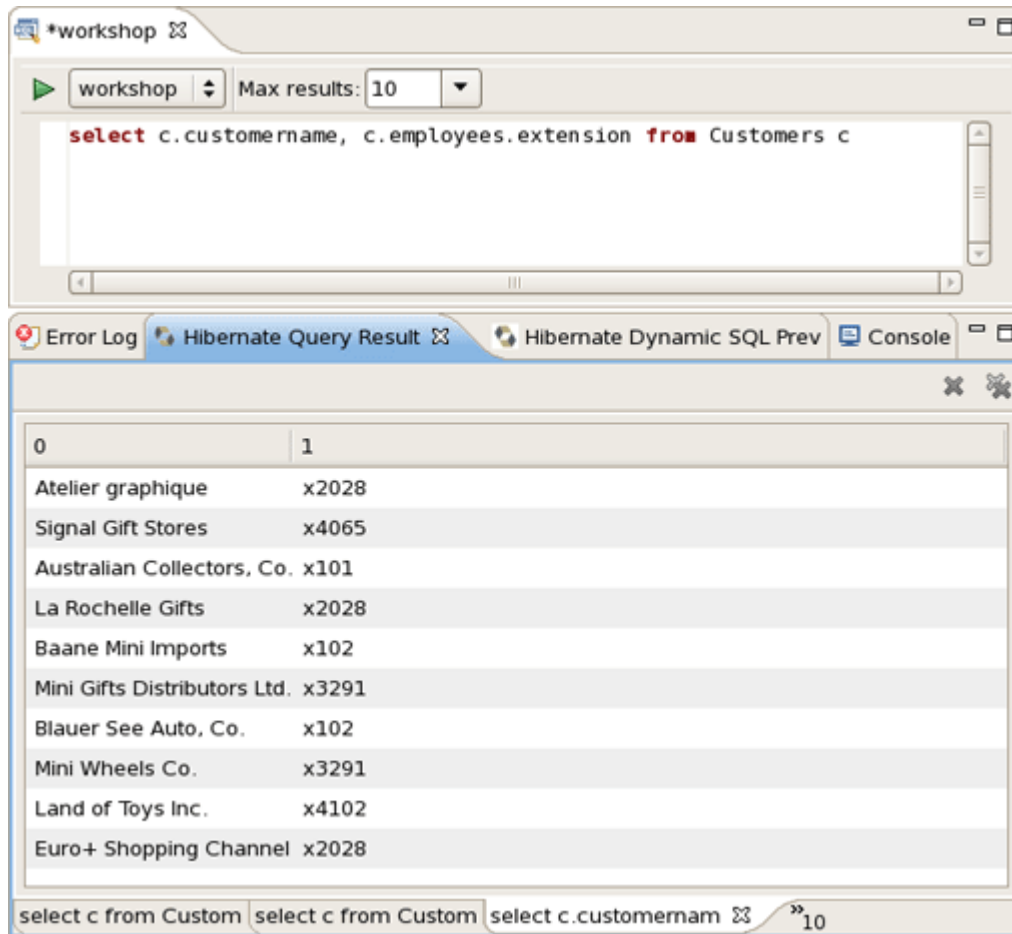 *workshop
workshop Max results: 10
select c.customername, c.employees.extension from Customers c
Error Log Hibernate Query Result Hibernate Dynamic SQL Prev Console
0 1
Atelier graphique x2028
Signal Gift Stores x4065
Australian Collectors, Co. x101
La Rochelle Gifts x2028
Baane Mini Imports x102
Mini Gifts Distributors Ltd. x3291
Blauer See Auto, Co. x102
Mini Wheels Co. x3291
Land of Toys Inc. x4102
Euro+ Shopping Channel x2028
select c from Custom select c from Custom select c.customernam »10